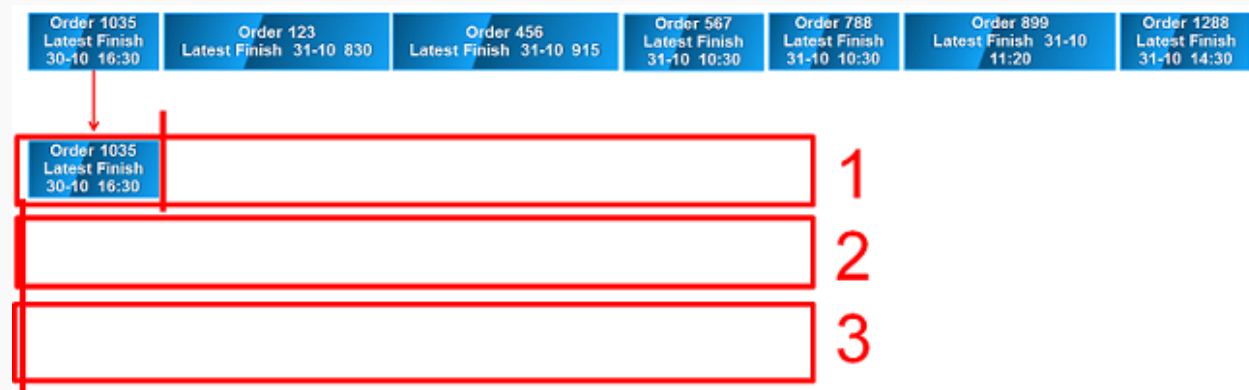 Order 1035
Latest Finish
30-10 16:30
Order 123
Latest Finish 31-10 830
Order 456
Latest Finish 31-10 915
Order 567
Latest Finish
31-10 10:30
Order 788
Latest Finish
31-10 10:30
Order 899
Latest Finish 31-10
11:20
Order 1288
Latest Finish
31-10 14:30
Order 1035
Latest Finish
30-10 16:30
1
2
3